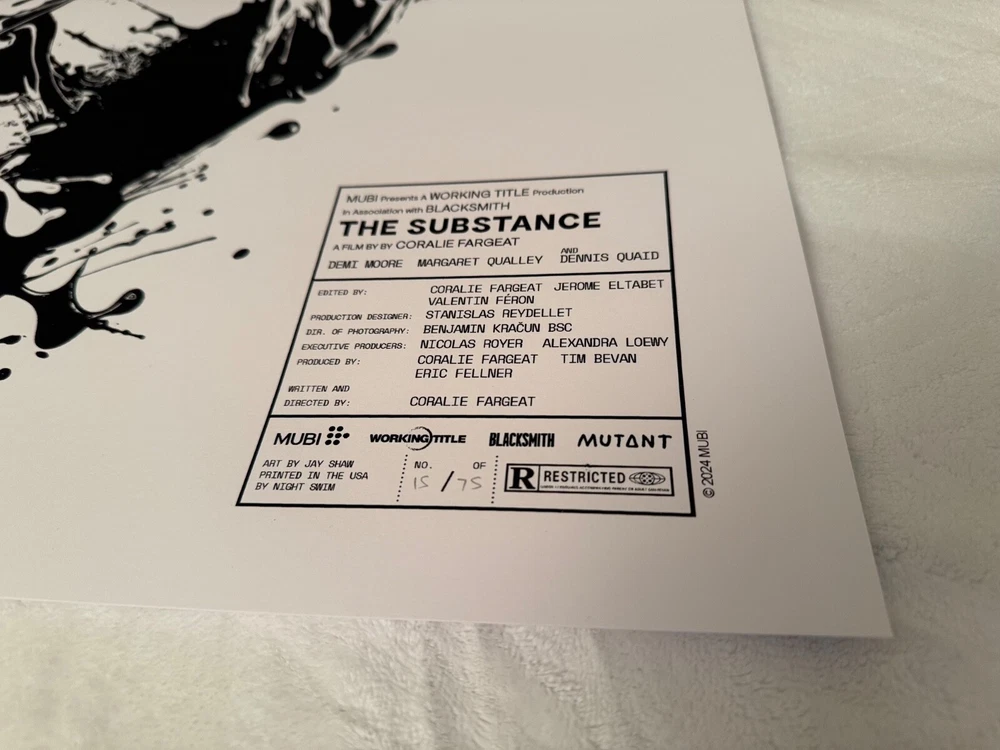 MUBI Presents A WORKING TITLE Production
In Association with BLACKSMITH
THE SUBSTANCE
A FILM BY BY CORALIE FARGEAT
DEMI MOORE MARGARET QUALLEY AND DENNIS QUAID
EDITED BY: CORALIE FARGEAT JEROME ELTABET
VALENTIN FÉRON
PRODUCTION DESIGNER: STANISLAS REYDELLET
DIR. OF PHOTOGRAPHY: BENJAMIN KRAČUN BSC
EXECUTIVE PRODUCERS: NICOLAS ROYER ALEXANDRA LOEWY
PRODUCED BY: CORALIE FARGEAT TIM BEVAN
ERIC FELLNER
WRITTEN AND
DIRECTED BY: CORALIE FARGEAT
MUBI WORKING TITLE BLACKSMITH MUTANT
ART BY JAY SHAW
PRINTED IN THE USA
BY NIGHT SWIM
NO. OF
15 / 75
R RESTRICTED
© 2024 MUBI